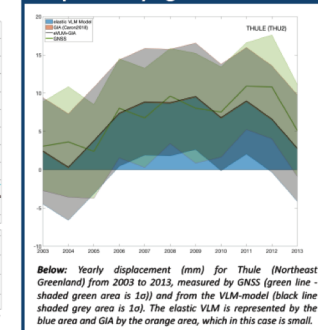 elastic VLM Model
GIA (Caron2018)
eVLM+GIA
GNSS
THULE (THU2)
20
15
10
5
0
-5
-10
2003 2004 2005 2006 2007 2008 2009 2010 2011 2012 2013
Below: Yearly displacement (mm) for Thule (Northeast
Greenland) from 2003 to 2013, measured by GNSS (green line -
shaded green area is 1σ)) and from the VLM-model (black line
shaded grey is 1σ). The elastic VLM is represented by the
blue area and GIA by the orange area, which in this case is small.